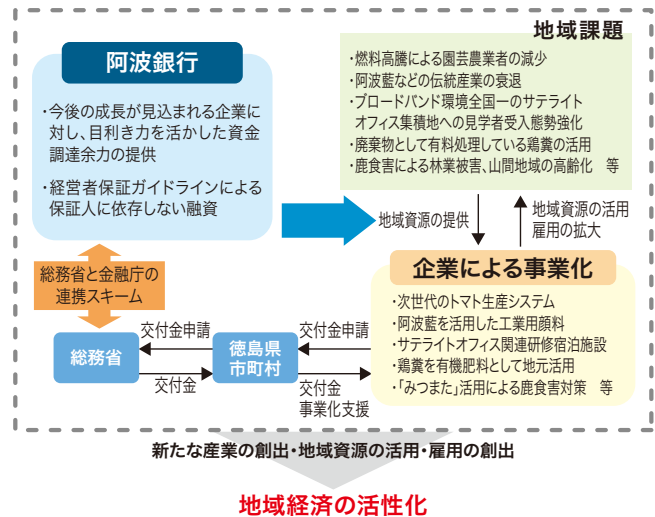 阿波銀行
・今後の成長が見込まれる企業に
対し、目利き力を活かした資金
調達余力の提供
・経営者保証ガイドラインによる
保証人に依存しない融資
地域課題
・燃料高騰による園芸農業者の減少
・阿波藍などの伝統産業の衰退
・ブロードバンド環境全国一のサテライト
オフィス集積地への見学者受入態勢強化
・廃棄物として有料処理している鶏糞の活用
・鹿食害による林業被害、山間地域の高齢化　等
地域資源の提供
地域資源の活用
雇用の拡大
総務省と金融庁の
連携スキーム
企業による事業化
・次世代のトマト生産システム
・阿波藍を活用した工業用顔料
・サテライトオフィス関連研修宿泊施設
・鶏糞を有機肥料として地元活用
・「みつまた」活用による鹿食害対策　等
総務省
交付金申請
交付金
徳島県
市町村
交付金申請
交付金
事業化支援
新たな産業の創出・地域資源の活用・雇用の創出
地域経済の活性化